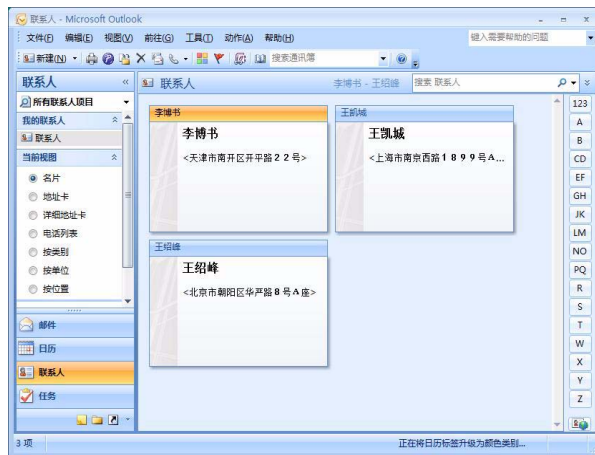 联系人 - Microsoft Outlook
文件(F) 编辑(E) 视图(V) 前往(G) 工具(T) 动作(A) 帮助(H) 键入需要帮助的问题
新建(N) 搜索通讯簿
联系人 « 联系人 李博书 - 王绍峰 搜索 联系人
所有联系人项目
我的联系人
联系人
当前视图
名片
地址卡
详细地址卡
电话列表
按类别
按单位
按位置
邮件
日历
联系人
任务
李博书
李博书
<天津市南开区开平路22号>
王凯城
王凯城
<上海市南京西路1899号A...
王绍峰
王绍峰
<北京市朝阳区华严路8号A座>
123
A
B
CD
EF
GH
JK
LM
NO
PQ
R
S
T
W
X
Y
Z
3 项 正在将日历标签升级为颜色类别...